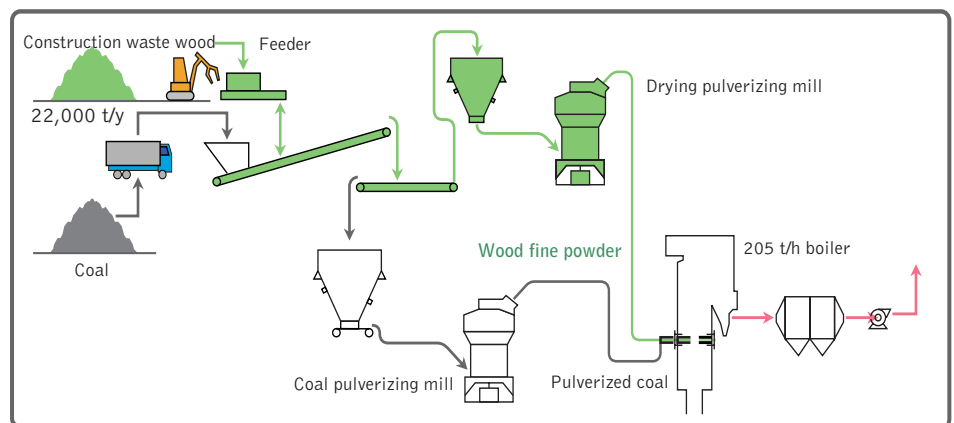 Construction waste wood
Feeder
22,000 t/y
Drying pulverizing mill
Coal
Wood fine powder
205 t/h boiler
Coal pulverizing mill
Pulverized coal